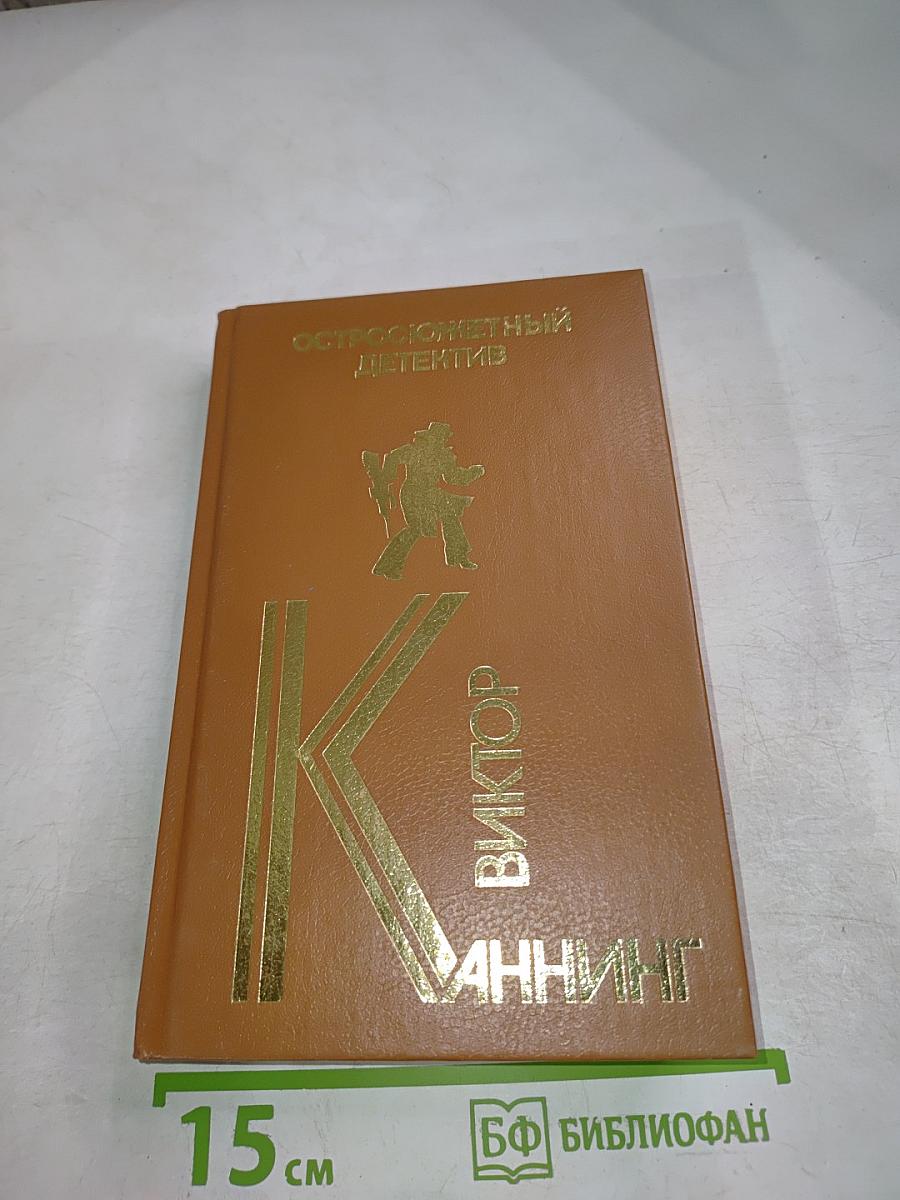 ОСТРОСЮЖЕТНЫЙ
ДЕТЕКТИВ
ВИКТОР
КАННИНГ
15 см
БФ БИБЛИОФАН